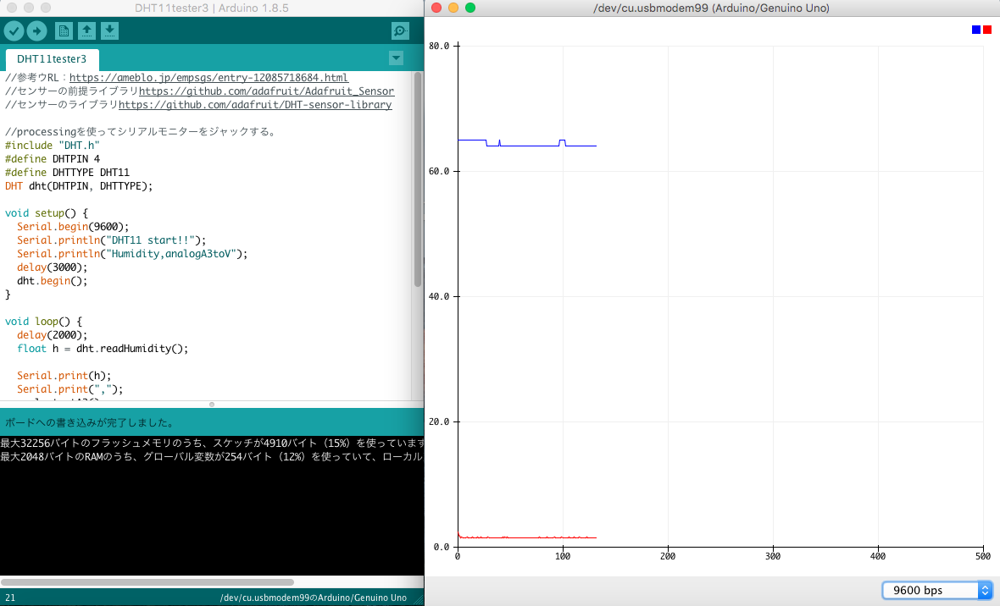 DHT11tester3 | Arduino 1.8.5
DHT11tester3
//参考ウRL：https://ameblo.jp/empsgs/entry-12085718684.html
//センサーの前提ライブラリhttps://github.com/adafruit/Adafruit_Sensor
//センサーのライブラリhttps://github.com/adafruit/DHT-sensor-library
//processingを使ってシリアルモニターをジャックする。
#include "DHT.h"
#define DHTPIN 4
#define DHTTYPE DHT11
DHT dht(DHTPIN, DHTTYPE);
void setup() {
Serial.begin(9600);
Serial.println("DHT11 start!!");
Serial.println("Humidity,analogA3toV");
delay(3000);
dht.begin();
}
void loop() {
delay(2000);
float h = dht.readHumidity();
Serial.print(h);
Serial.print(",");
ボードへの書き込みが完了しました。
最大32256バイトのフラッシュメモリのうち、スケッチが4910バイト（15%）を使っています
最大2048バイトのRAMのうち、グローバル変数が254バイト（12%）を使っていて、ローカル
21
/dev/cu.usbmodem99のArduino/Genuino Uno
/dev/cu.usbmodem99 (Arduino/Genuino Uno)
80.0
60.0
40.0
20.0
0.0
0 100 200 300 400 500
9600 bps